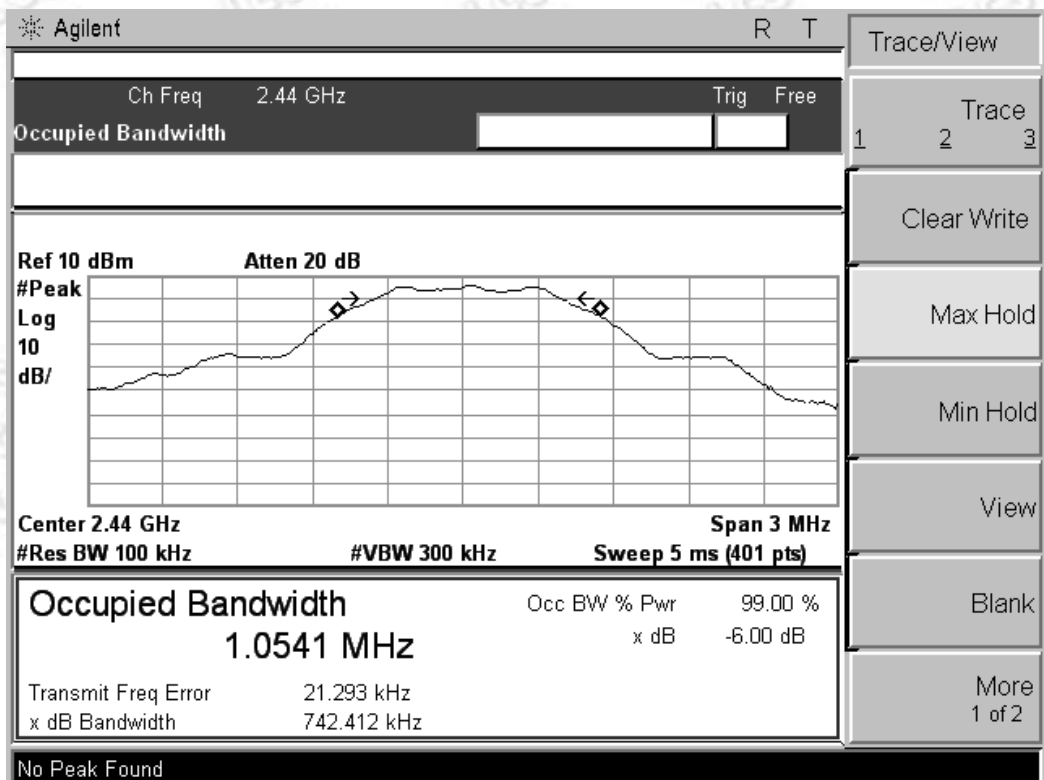 Agilent R T
Trace/View
Ch Freq 2.44 GHz Trig Free
Occupied Bandwidth
Trace
1 2 3
Clear Write
Max Hold
Min Hold
View
Blank
More
1 of 2
Ref 10 dBm Atten 20 dB
#Peak
Log
10
dB/
Center 2.44 GHz Span 3 MHz
#Res BW 100 kHz #VBW 300 kHz Sweep 5 ms (401 pts)
Occupied Bandwidth Occ BW % Pwr 99.00 %
1.0541 MHz x dB -6.00 dB
Transmit Freq Error 21.293 kHz
x dB Bandwidth 742.412 kHz
No Peak Found